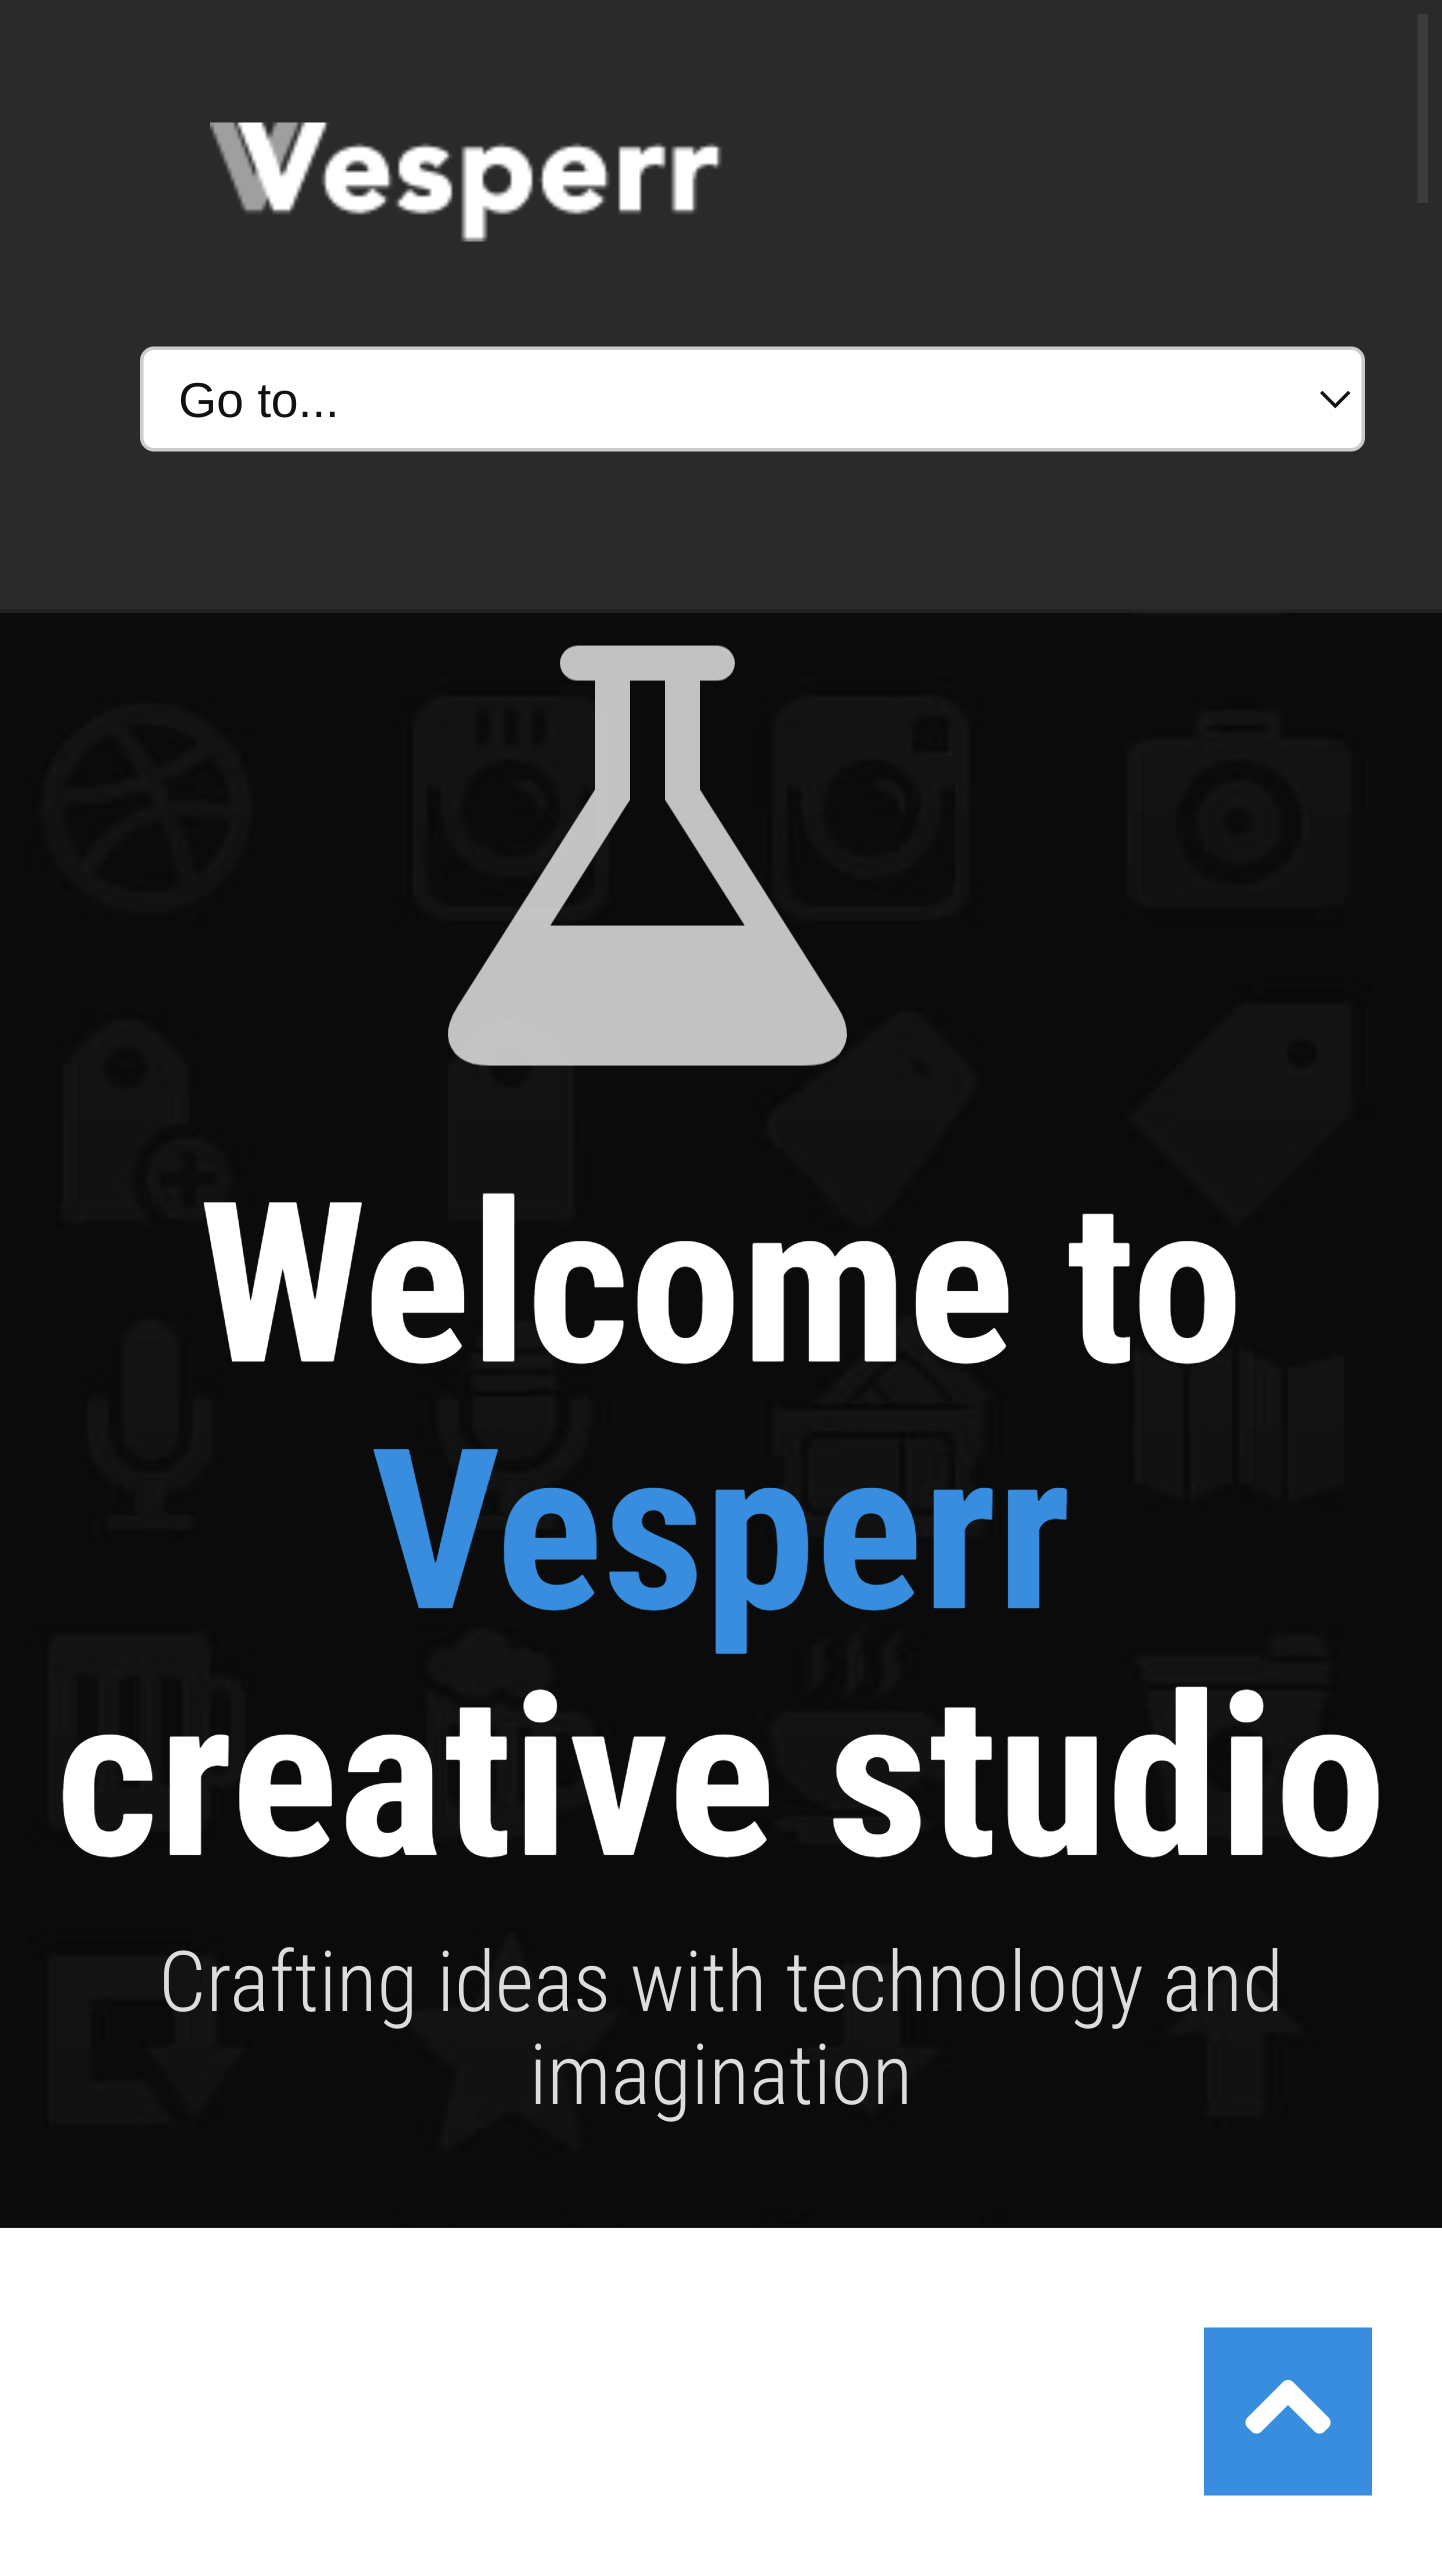 Vesperr
Go to...
Welcome to
Vesperr
creative studio
Crafting ideas with technology and
imagination